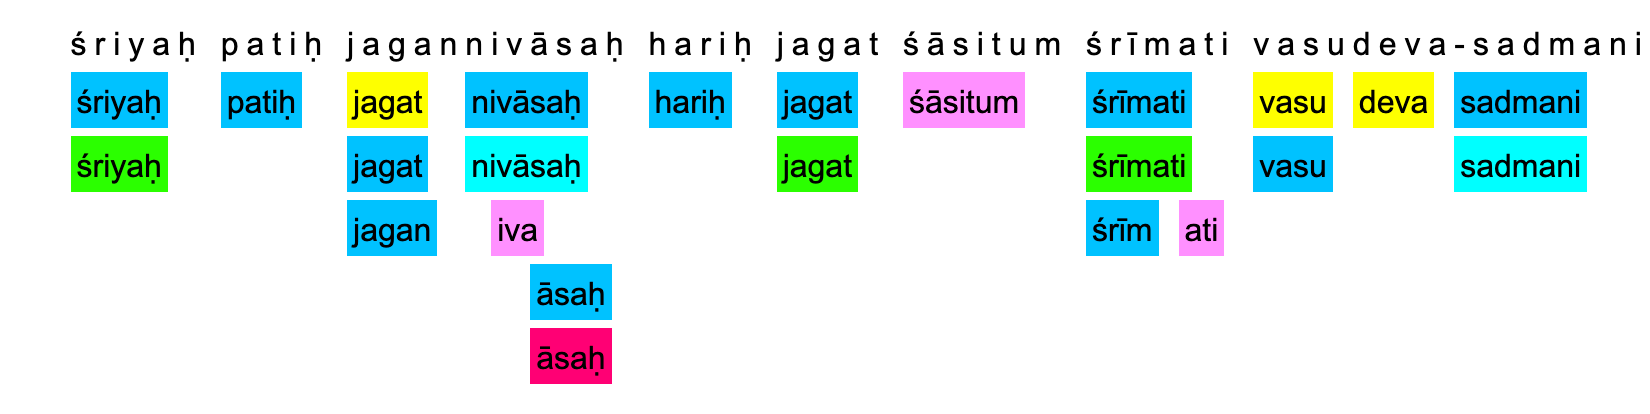 śriyaḥ patiḥ jagannivāsaḥ hariḥ jagat śāsitum śrīmati vasudeva-sadmani
śriyaḥ patiḥ jagat nivāsaḥ hariḥ jagat śāsitum śrīmati vasu deva sadmani
śriyaḥ jagat nivāsaḥ jagat śrīmati vasu sadmani
jagan iva śrīm ati
āsaḥ
āsaḥ